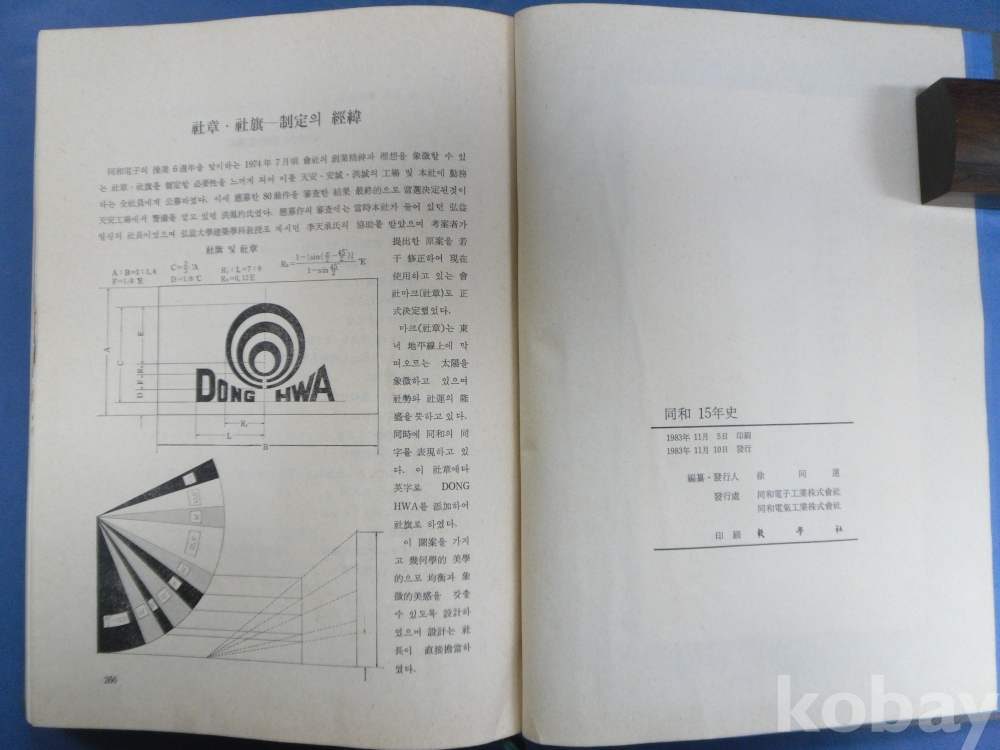 社章·社旗─制定의 經緯
同和電子의 操業 6週年을 맞이하는 1974年 7月頃 會社의 創業精神과 理想을 象徵할 수 있
는 社章·社旗를 制定할 必要性을 느끼게 되어 이를 天安·安城·洪城의 工場 및 本社에 勤務
하는 全社員에게 公募하였다. 이에 應募한 80餘件을 審査한 結果 最終的으로 當選決定된것이
天安工場에서 警備를 맡고 있던 洪風杓氏였다. 應募作의 審査에는 當時本社가 들어 있던 弘益
빌딩의 社長이었으며 弘益大學建築學科敎授로 계시던 李天承氏의 協助를 받았으며 考案者가
提出한 原案을 若
干 修正하여 現在
使用하고 있는 會
社마크(社章)로 正
式決定했었다.
마크(社章)는 東
녁 地平線上에 막
떠오르는 太陽을
象徵하고 있으며
社勢와 社運의 隆
盛을 뜻하고 있다.
同時에 同和의 同
字를 表現하고 있
다. 이 社章에다
英字로 DONG
HWA를 添加하여
社旗로 하였다.
이 圖案을 가지
고 幾何學的 美學
的으로 均衡과 象
徵的美感을 갖출
수 있도록 設計하
였으며 設計는 社
長이 直接擔當하
였다.
社旗 및 社章
A:B=1:1.4
R₁:L=7:9
A
C
E
DONG HWA
R₁
L
B
266
同和 15年史
1983年 11月 5日 印刷
1983年 11月 10日 發行
編纂·發行人 徐 同 運
發行處 同和電子工業株式會社
同和電氣工業株式會社
印刷 學 社
kobay